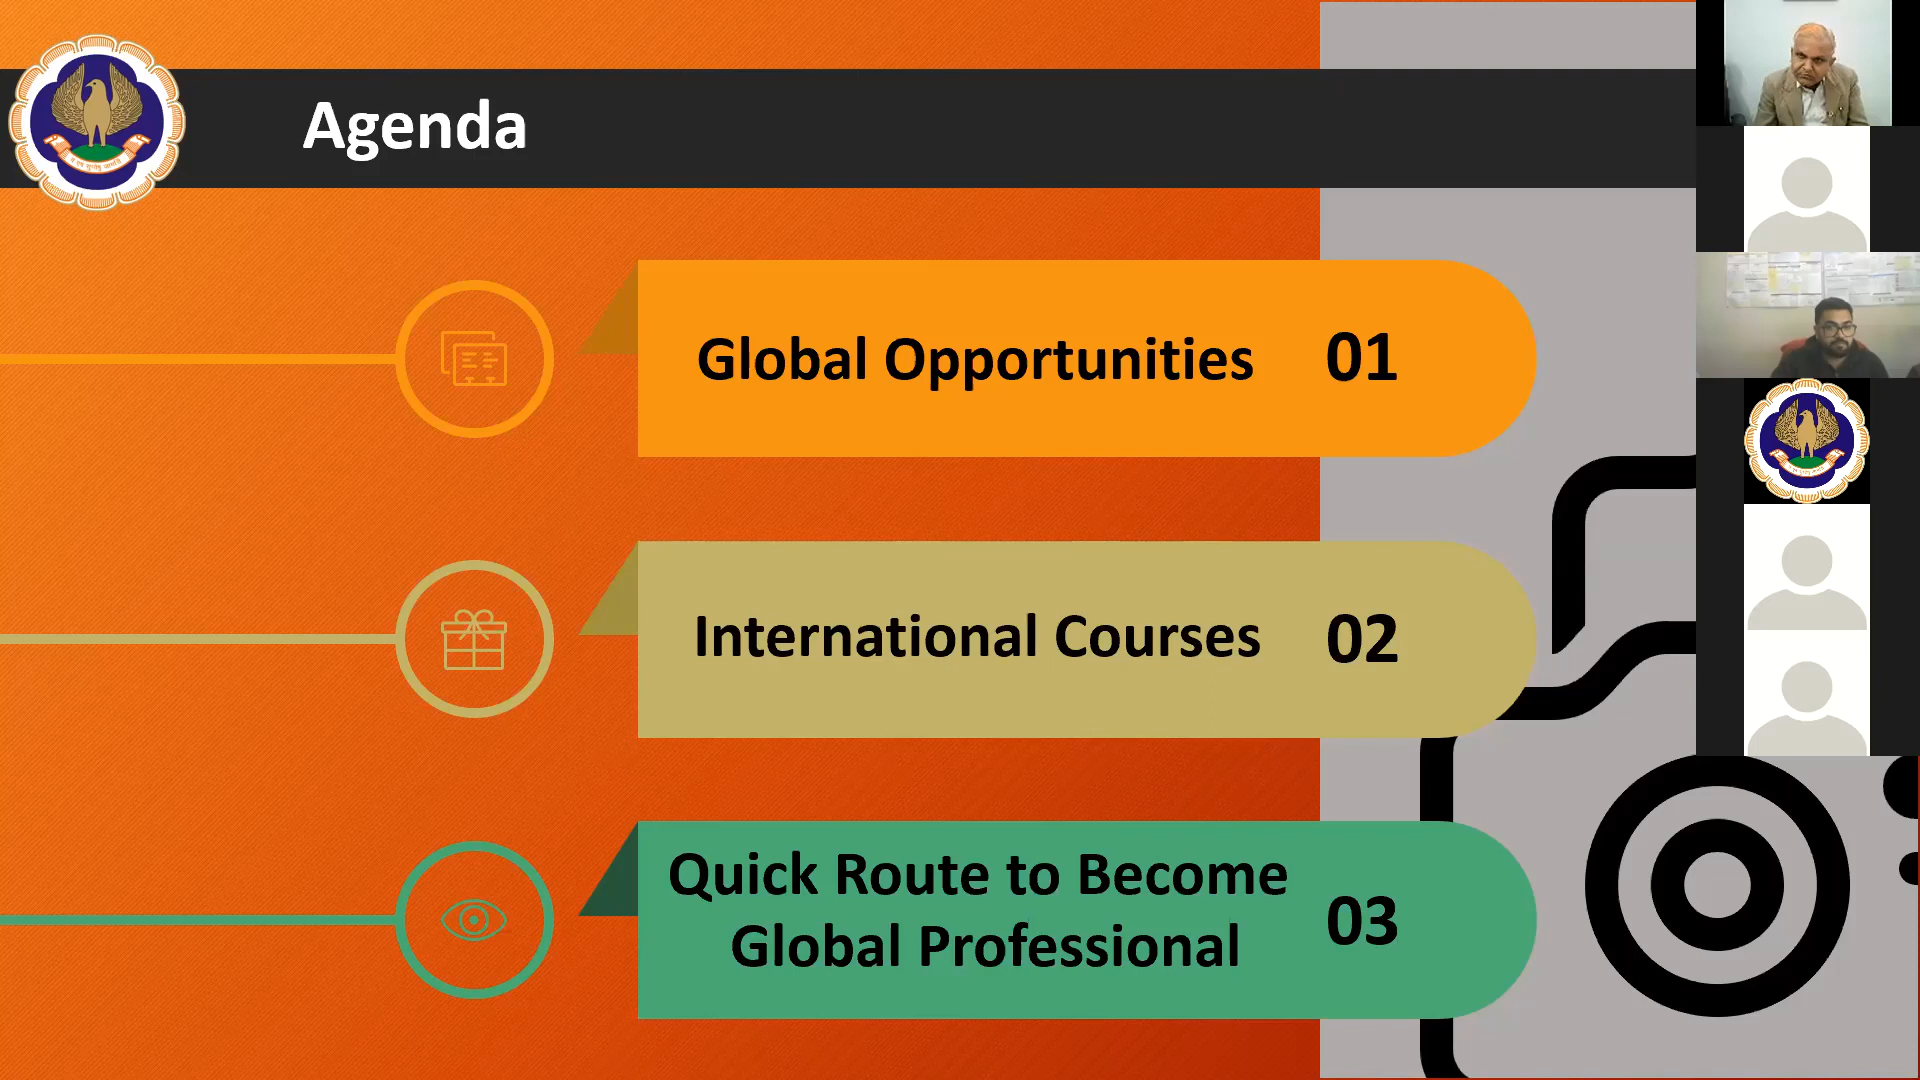 Agenda
Global Opportunities 01
International Courses 02
Quick Route to Become
Global Professional 03